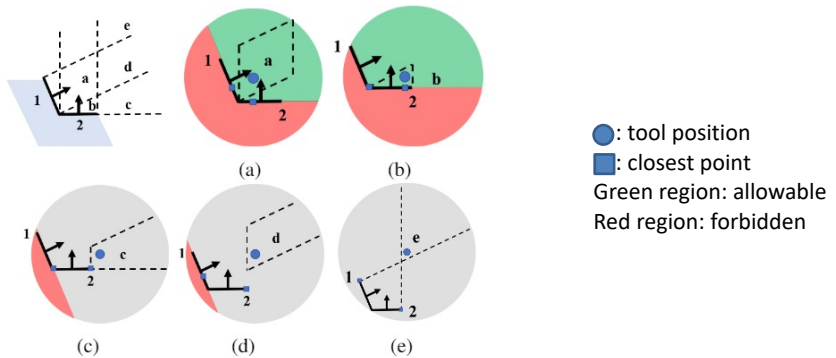 e
d
a
1
b
c
2
a
1
2
(a)
1
b
2
(b)
1
c
2
(c)
1
d
2
(d)
e
1
2
(e)
: tool position
: closest point
Green region: allowable
Red region: forbidden